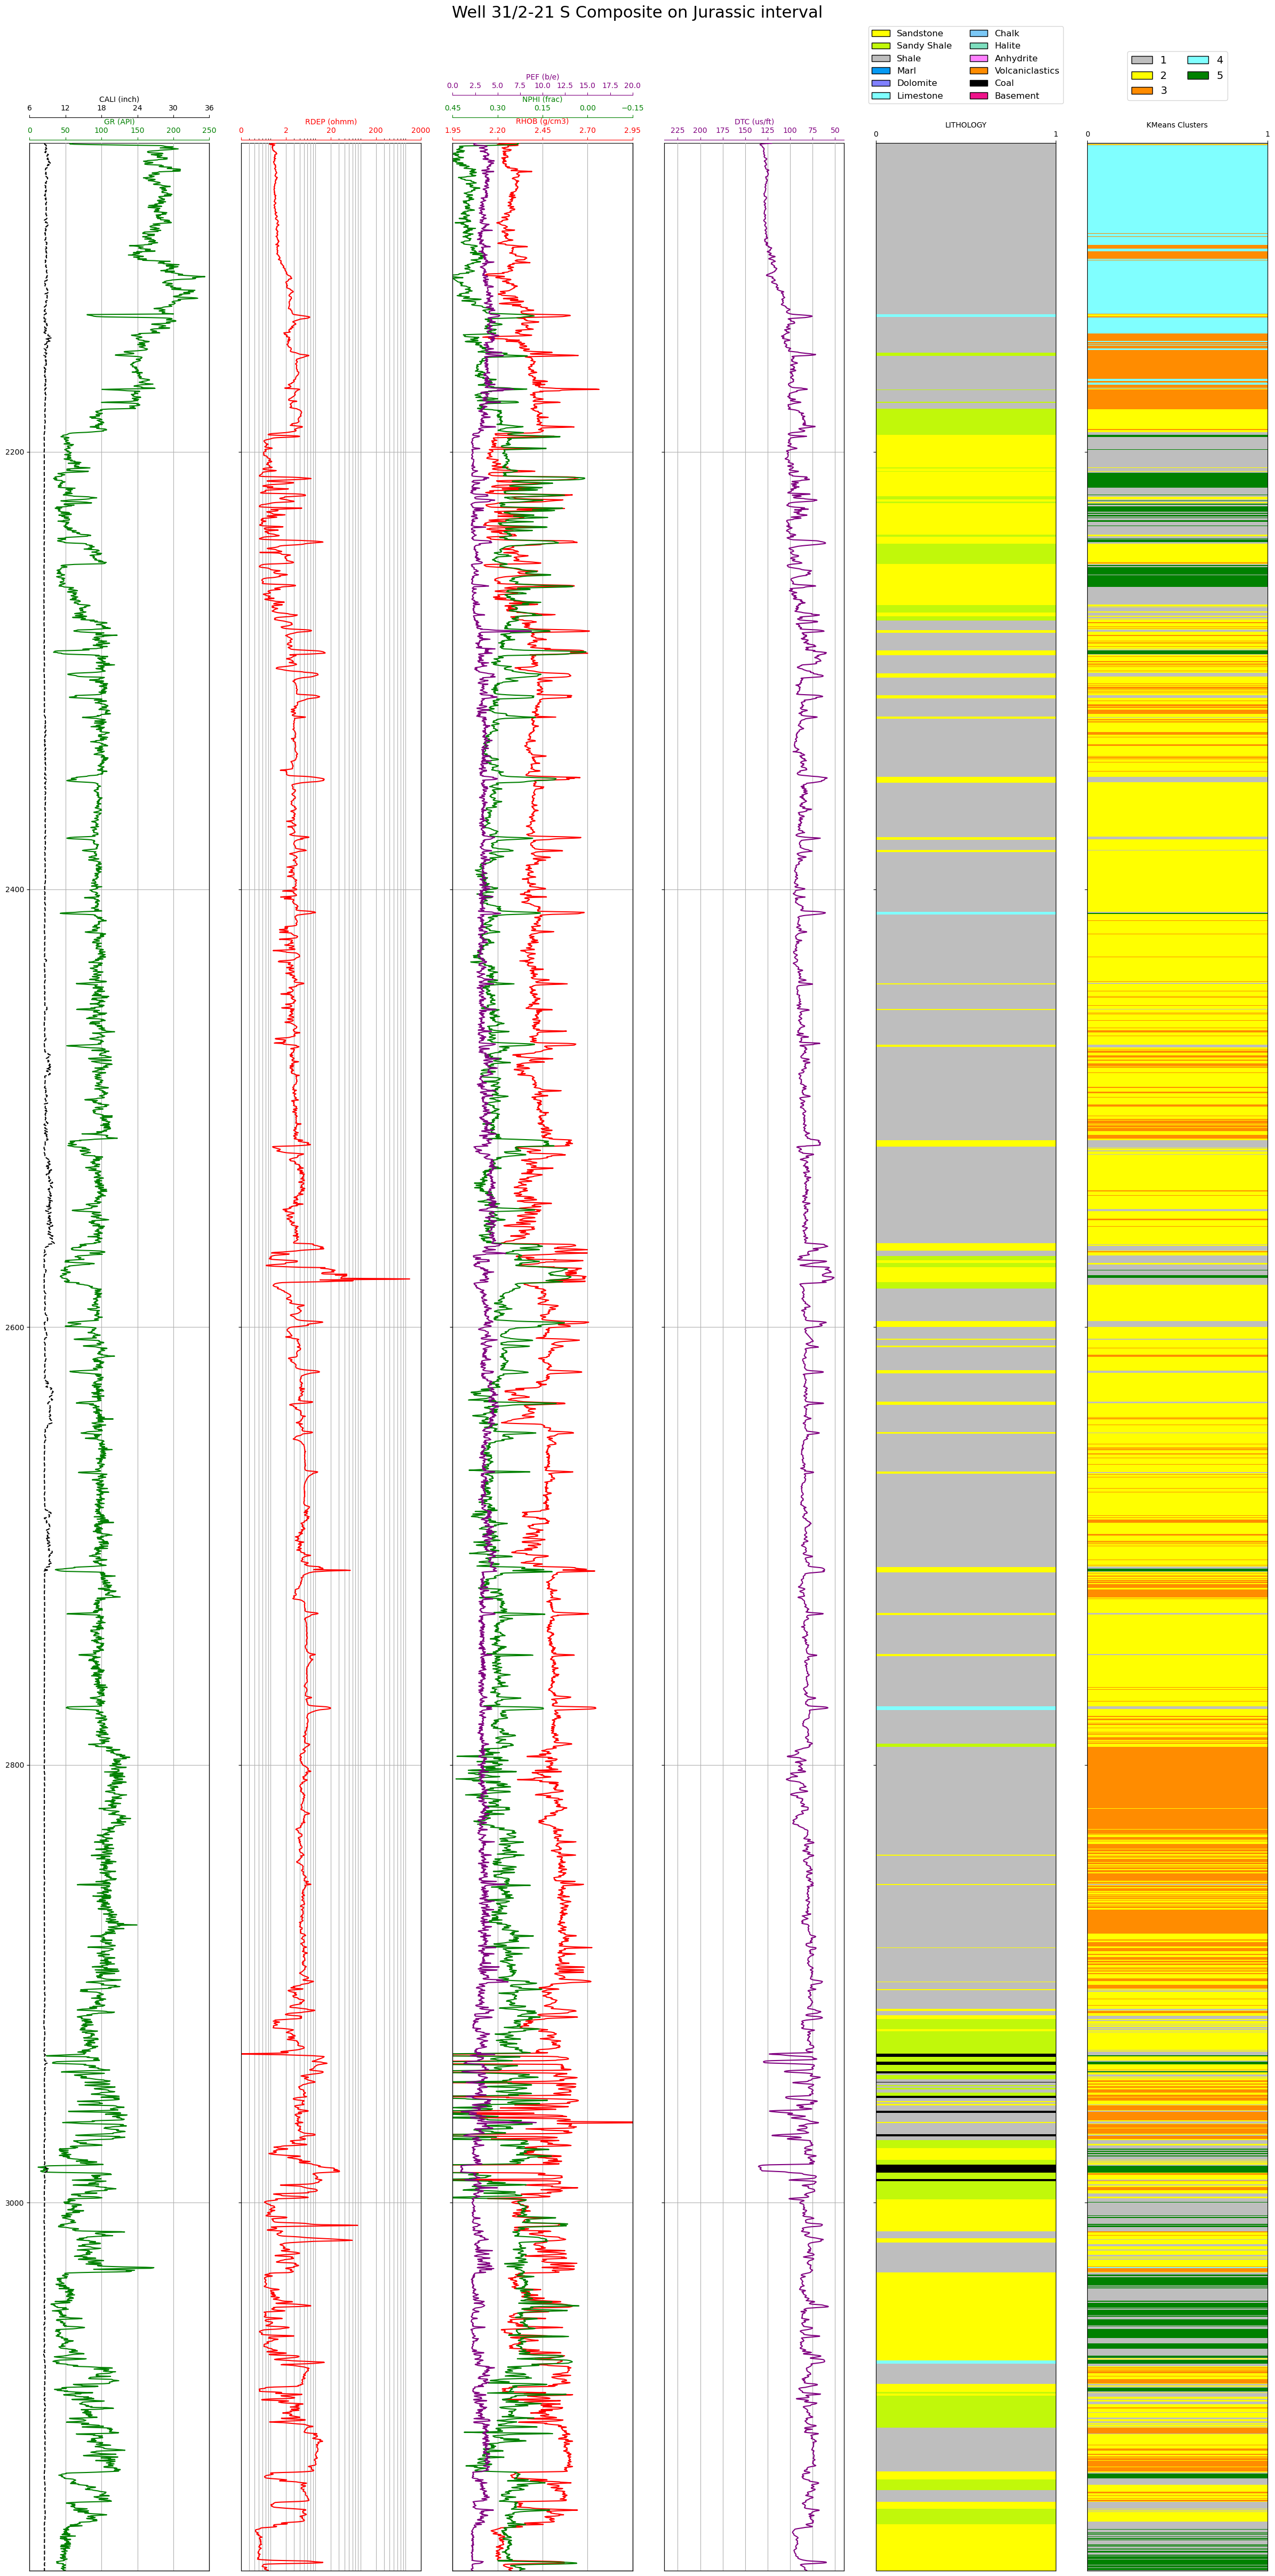 Well 31/2-21 S Composite on Jurassic interval
Sandstone
Sandy Shale
Shale
Marl
Dolomite
Limestone
Chalk
Halite
Anhydrite
Volcaniclastics
Coal
Basement
1
2
3
4
5
PEF (b/e)
0.0 2.5 5.0 7.5 10.0 12.5 15.0 17.5 20.0
CALI (inch)
6 12 18 24 30 36
NPHI (frac)
0.45 0.30 0.15 0.00 −0.15
GR (API)
0 50 100 150 200 250
RDEP (ohmm)
0 2 20 200 2000
RHOB (g/cm3)
1.95 2.20 2.45 2.70 2.95
DTC (us/ft)
225 200 175 150 125 100 75 50
LITHOLOGY
0 1
KMeans Clusters
0 1
2200
2400
2600
2800
3000